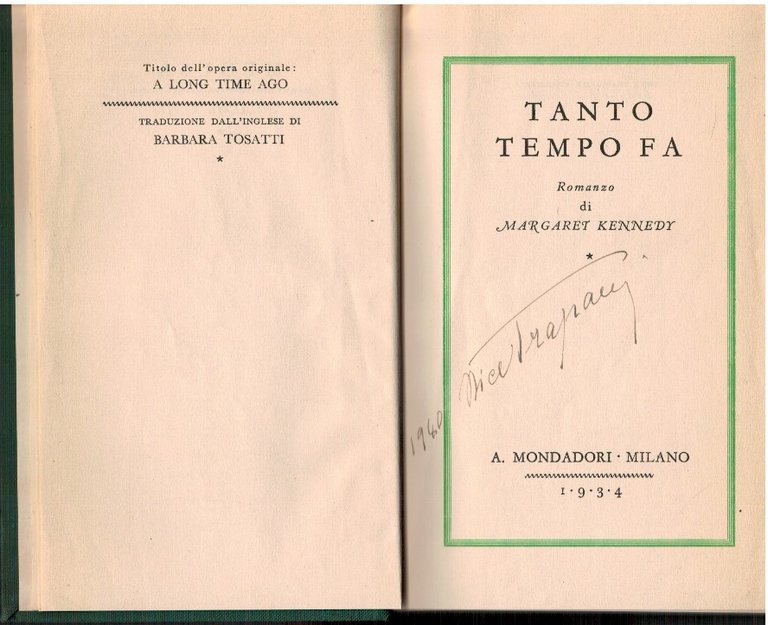 Titolo dell'opera originale:
A LONG TIME AGO
TRADUZIONE DALL'INGLESE DI
BARBARA TOSATTI
*
TANTO
TEMPO FA
Romanzo
di
MARGARET KENNEDY
*
Trapani
1940
A. MONDADORI · MILANO
1·9·3·4